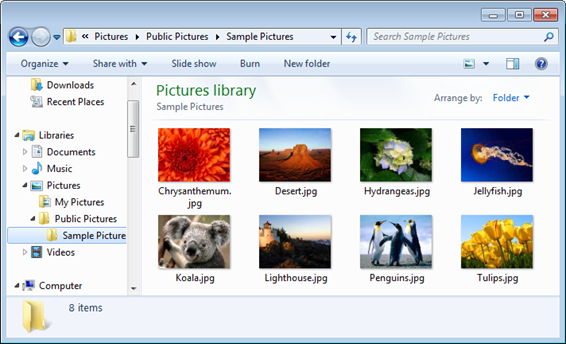 « Pictures Public Pictures Sample Pictures
Search Sample Pictures
Organize Share with Slide show Burn New folder
Downloads
Recent Places
Libraries
Documents
Music
Pictures
My Pictures
Public Pictures
Sample Picture
Videos
Computer
Pictures library
Sample Pictures
Arrange by: Folder
Chrysanthemum.
jpg
Desert.jpg
Hydrangeas.jpg
Jellyfish.jpg
Koala.jpg
Lighthouse.jpg
Penguins.jpg
Tulips.jpg
8 items